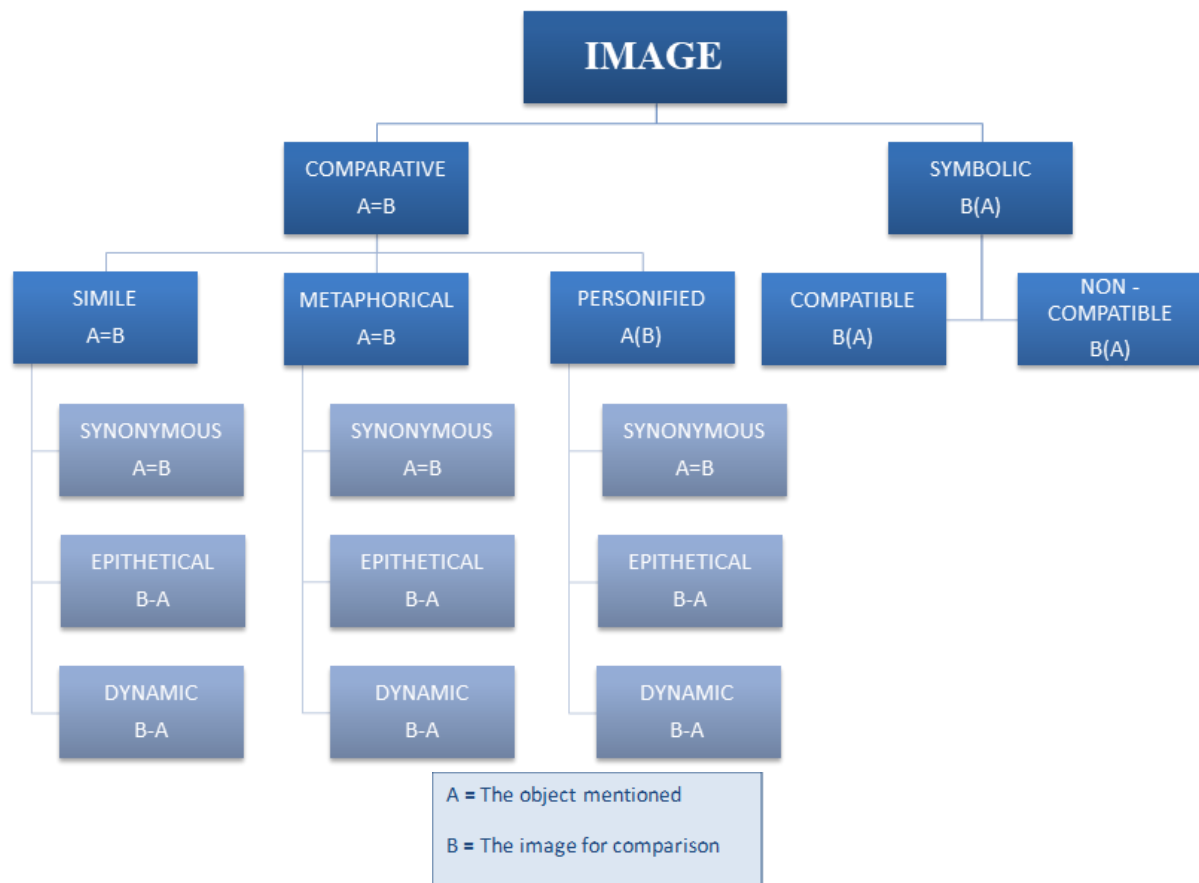 IMAGE
COMPARATIVE
A=B
SYMBOLIC
B(A)
SIMILE
A=B
METAPHORICAL
A=B
PERSONIFIED
A(B)
COMPATIBLE
B(A)
NON -
COMPATIBLE
B(A)
SYNONYMOUS
A=B
SYNONYMOUS
A=B
SYNONYMOUS
A=B
EPITHETICAL
B-A
EPITHETICAL
B-A
EPITHETICAL
B-A
DYNAMIC
B-A
DYNAMIC
B-A
DYNAMIC
B-A
A = The object mentioned
B = The image for comparison